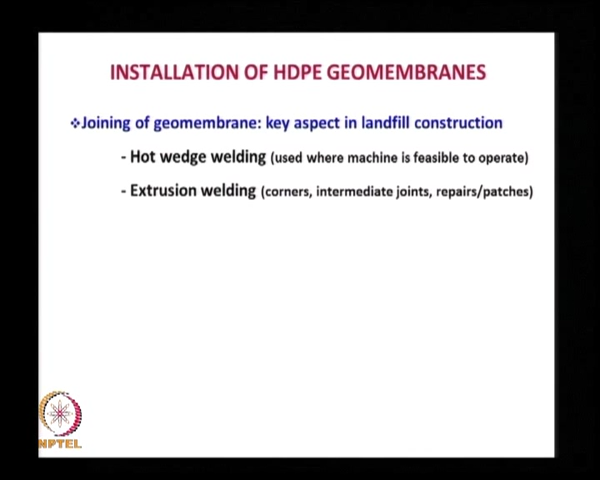 INSTALLATION OF HDPE GEOMEMBRANES
❖Joining of geomembrane: key aspect in landfill construction
- Hot wedge welding (used where machine is feasible to operate)
- Extrusion welding (corners, intermediate joints, repairs/patches)
NPTEL